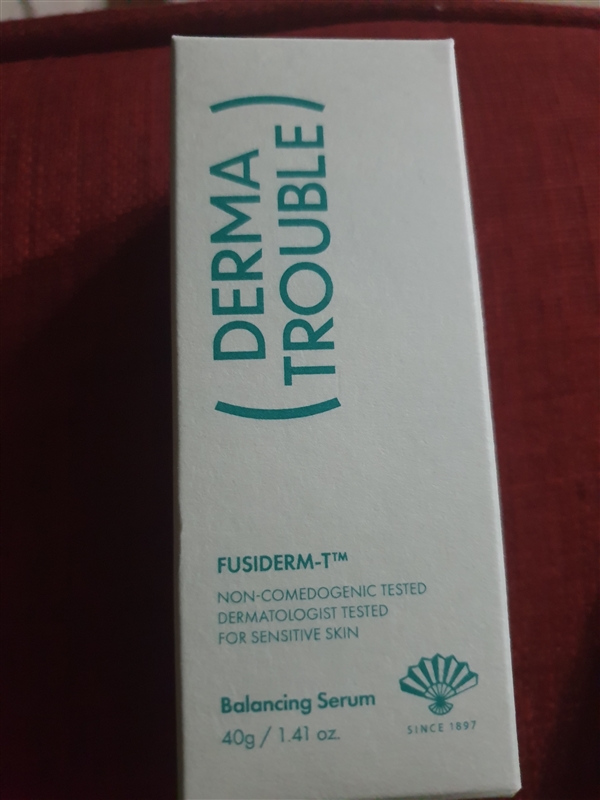 (DERMA
TROUBLE)
FUSIDERM-T™
NON-COMEDOGENIC TESTED
DERMATOLOGIST TESTED
FOR SENSITIVE SKIN
Balancing Serum
40g / 1.41 oz.
SINCE 1897